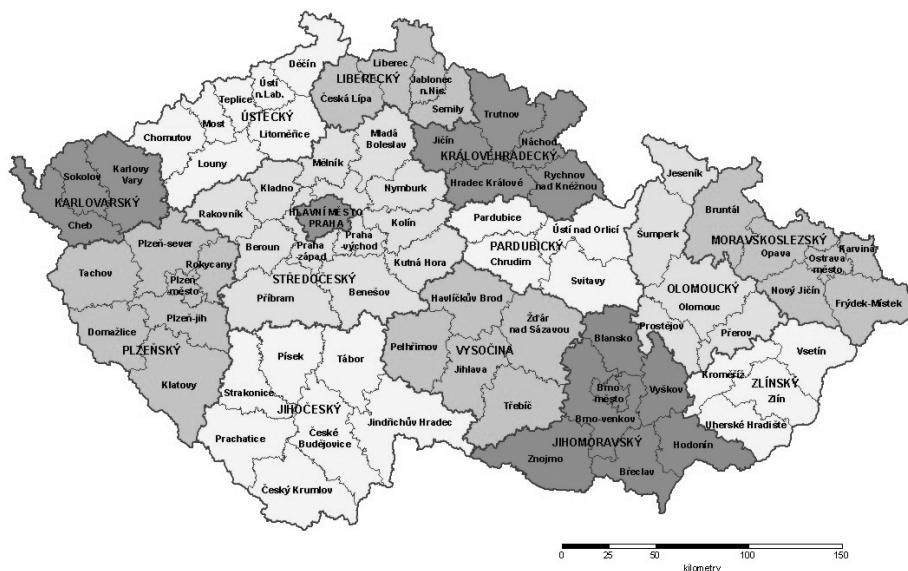 Děčín
Liberec
LIBERECKÝ
Jablonec
n.Nis.
Ústí
n.Lab.
Teplice
Česká Lípa
Semily
ÚSTECKÝ
Most
Chomutov
Litoměřice
Louny
Trutnov
Jičín
Náchod
KRÁLOVÉHRADECKÝ
Hradec Králové
Rychnov
nad Kněžnou
Mladá
Boleslav
Mělník
Nymburk
Kladno
Rakovník
HLAVNÍ MĚSTO
PRAHA
Kolín
Beroun
Praha
západ
Praha
-východ
Kutná Hora
STŘEDOČESKÝ
Příbram
Benešov
Sokolov
Karlovy
Vary
KARLOVARSKÝ
Cheb
Plzeň-sever
Rokycany
Tachov
Plzeň-
město
Plzeň-jih
Domažlice
PLZEŇSKÝ
Klatovy
Pardubice
Ústí nad Orlicí
PARDUBICKÝ
Chrudim
Svitavy
Jeseník
Šumperk
OLOMOUCKÝ
Olomouc
Prostějov
Přerov
Bruntál
MORAVSKOSLEZSKÝ
Karviná
Opava
Ostrava-
město
Nový Jičín
Frýdek-Místek
Havlíčkův Brod
Žďár
nad Sázavou
Pelhřimov
VYSOČINA
Jihlava
Třebíč
Písek
Tábor
Strakonice
JIHOČESKÝ
Jindřichův Hradec
Prachatice
České
Budějovice
Český Krumlov
Blansko
Brno
město
Vyškov
Brno-venkov
JIHOMORAVSKÝ
Hodonín
Znojmo
Břeclav
Vsetín
Kroměříž
ZLÍNSKÝ
Zlín
Uherské Hradiště
0 25 50 100 150
kilometry